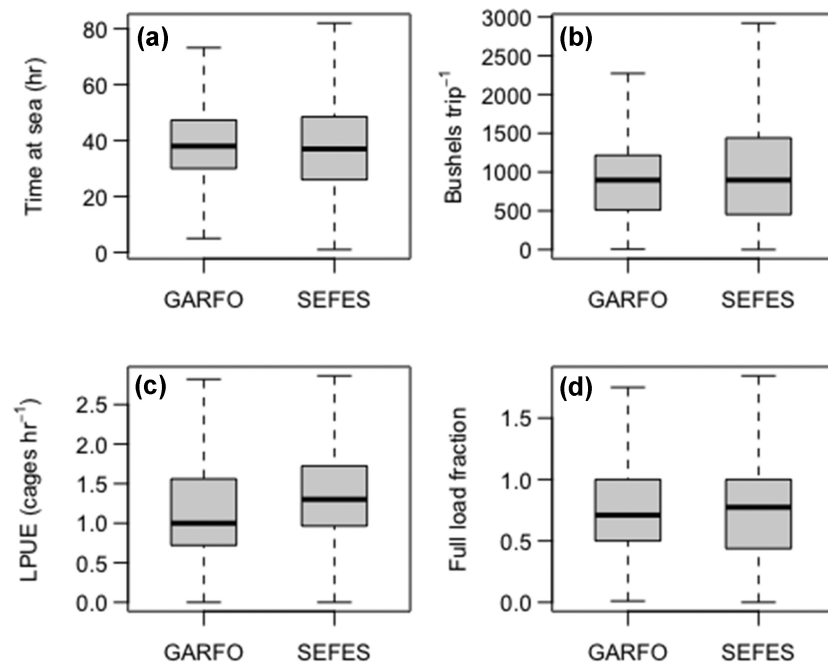 (a)
Time at sea (hr)
80
60
40
20
0
GARFO SEFES
(b)
Bushels trip⁻¹
3000
2500
2000
1500
1000
500
0
GARFO SEFES
(c)
LPUE (cages hr⁻¹)
2.5
2.0
1.5
1.0
0.5
0.0
GARFO SEFES
(d)
Full load fraction
1.5
1.0
0.5
0.0
GARFO SEFES